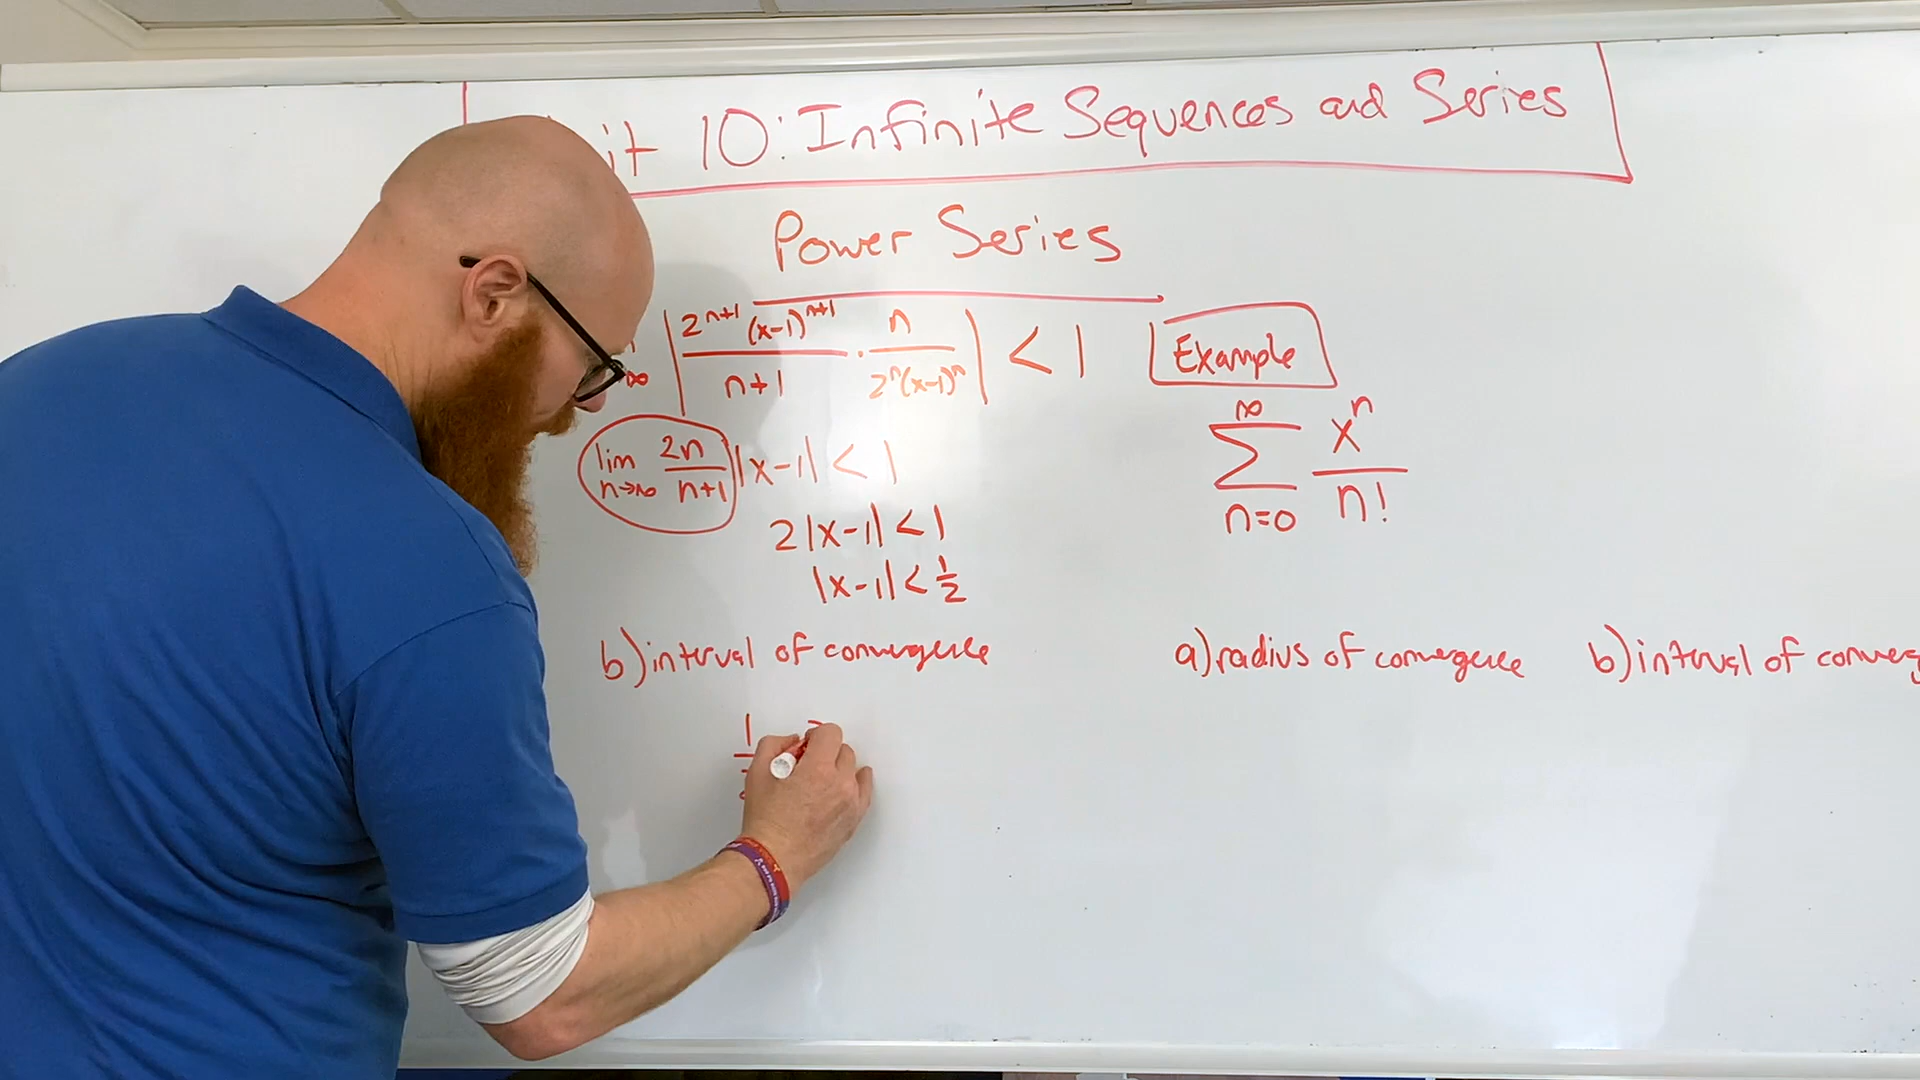 it 10: Infinite Sequences and Series
Power Series
∞ | 2^{n+1} (x-1)^{n+1} / n+1 · n / 2^n (x-1)^n | < 1
lim n→∞ 2n / n+1 |x-1| < 1
2|x-1| < 1
|x-1| < 1/2
b) interval of convergence
1
Example
∞ Σ n=0 x^n / n!
a) radius of convergence b) interval of converg